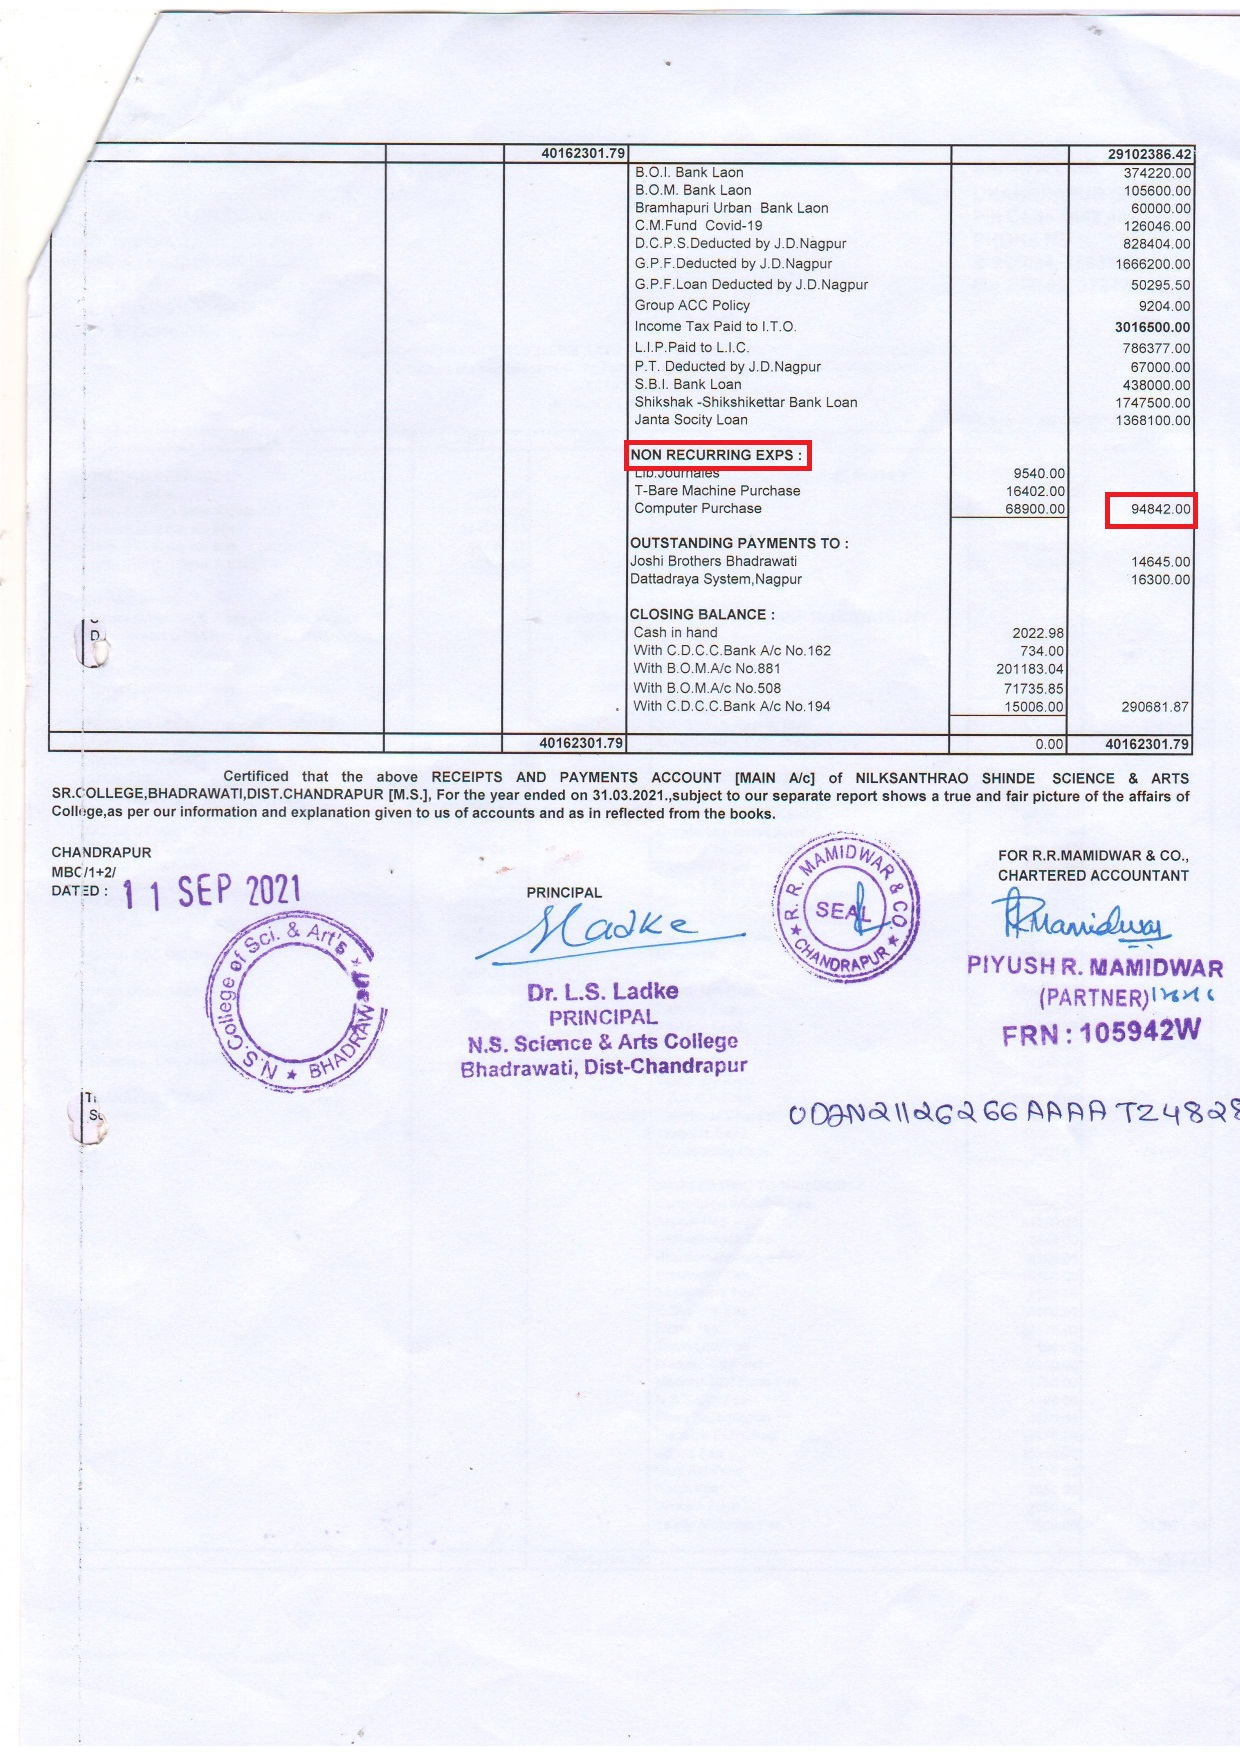 40162301.79 29102386.42
B.O.I. Bank Laon 374220.00
B.O.M. Bank Laon 105600.00
Bramhapuri Urban Bank Laon 60000.00
C.M.Fund Covid-19 126046.00
D.C.P.S.Deducted by J.D.Nagpur 828404.00
G.P.F.Deducted by J.D.Nagpur 1666200.00
G.P.F.Loan Deducted by J.D.Nagpur 50295.50
Group ACC Policy 9204.00
Income Tax Paid to I.T.O. 3016500.00
L.I.P.Paid to L.I.C. 786377.00
P.T. Deducted by J.D.Nagpur 67000.00
S.B.I. Bank Loan 438000.00
Shikshak -Shikshikettar Bank Loan 1747500.00
Janta Socity Loan 1368100.00
NON RECURRING EXPS :
Lib.Journales 9540.00
T-Bare Machine Purchase 16402.00
Computer Purchase 68900.00 94842.00
OUTSTANDING PAYMENTS TO :
Joshi Brothers Bhadrawati 14645.00
Dattadraya System,Nagpur 16300.00
CLOSING BALANCE :
Cash in hand 2022.98
D.
With C.D.C.C.Bank A/c No.162 734.00
With B.O.M.A/c No.881 201183.04
With B.O.M.A/c No.508 71735.85
With C.D.C.C.Bank A/c No.194 15006.00 290681.87
40162301.79 0.00 40162301.79
Certificed that the above RECEIPTS AND PAYMENTS ACCOUNT [MAIN A/c] of NILKSANTHRAO SHINDE SCIENCE & ARTS
SR.COLLEGE,BHADRAWATI,DIST.CHANDRAPUR [M.S.], For the year ended on 31.03.2021.,subject to our separate report shows a true and fair picture of the affairs of
College,as per our information and explanation given to us of accounts and as in reflected from the books.
CHANDRAPUR
MBC/1+2/
DATED : 11 SEP 2021
N.S.College of Sci. & Art's
★ BHADRAWATI
PRINCIPAL
Ladke
Dr. L.S. Ladke
PRINCIPAL
N.S. Science & Arts College
Bhadrawati, Dist-Chandrapur
R. R. MAMIDWAR & CO.
SEAL
★ CHANDRAPUR ★
FOR R.R.MAMIDWAR & CO.,
CHARTERED ACCOUNTANT
RMamidwar
PIYUSH R. MAMIDWAR
(PARTNER)
FRN : 105942W